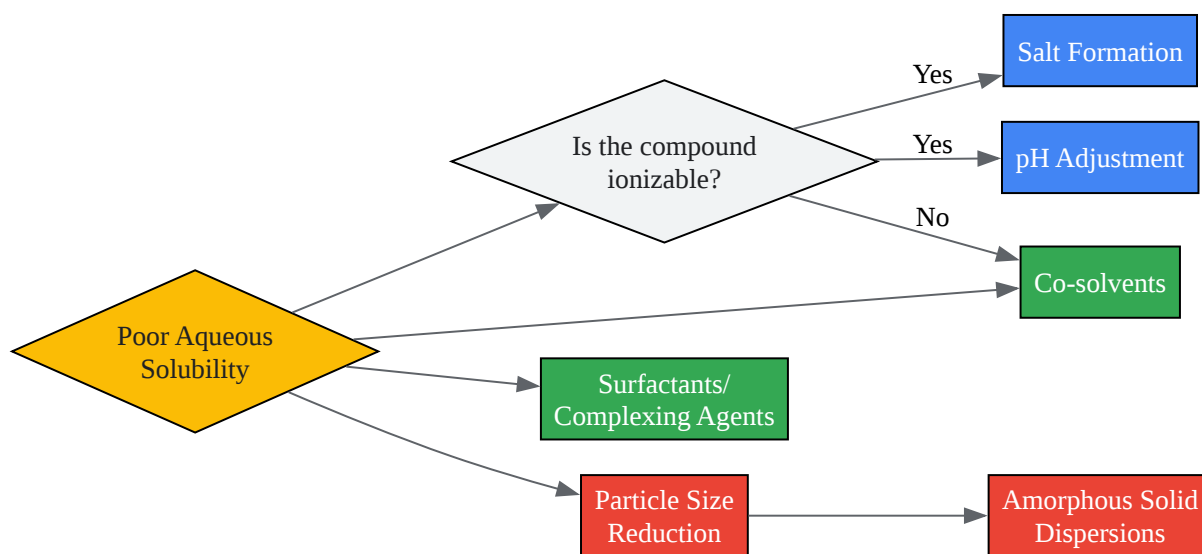 Salt Formation
Yes
Is the compound
ionizable?
Yes
pH Adjustment
No
Co-solvents
Poor Aqueous
Solubility
Surfactants/
Complexing Agents
Particle Size
Reduction
Amorphous Solid
Dispersions